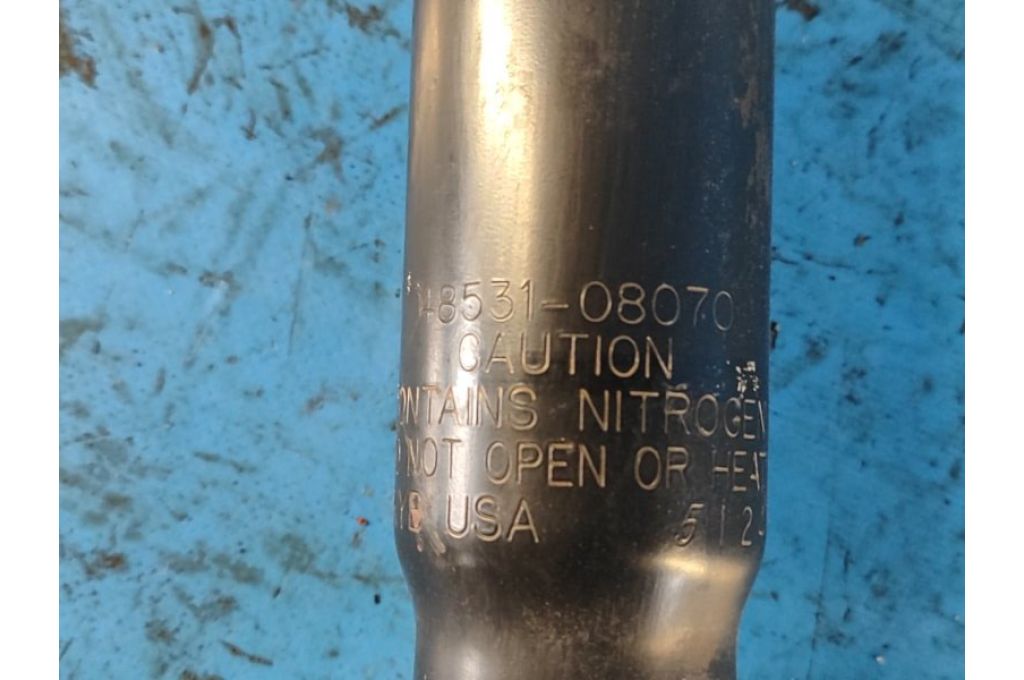 48531-08070
CAUTION
CONTAINS NITROGEN
NOT OPEN OR HEAT
USA 512